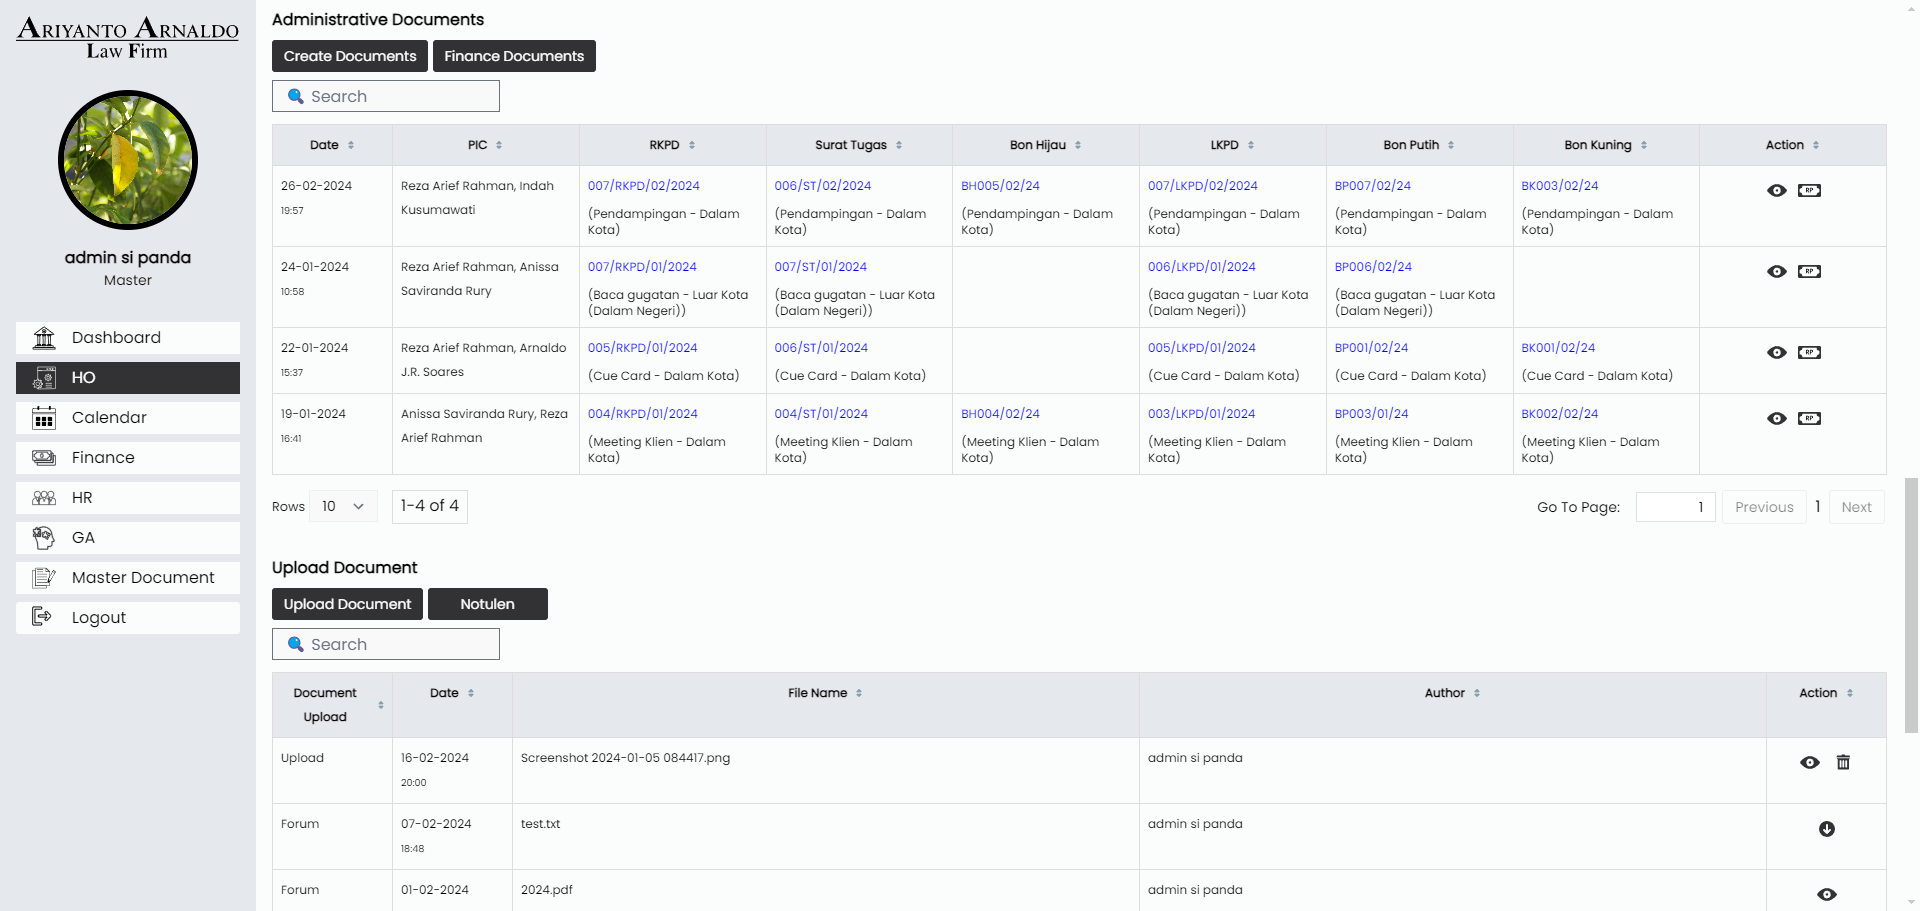 ARIYANTO ARNALDO
Law Firm
admin si panda
Master
Dashboard
HO
Calendar
Finance
HR
GA
Master Document
Logout
Administrative Documents
Create Documents Finance Documents
Search
Date PIC RKPD Surat Tugas Bon Hijau LKPD Bon Putih Bon Kuning Action
26-02-2024 Reza Arief Rahman, Indah 007/RKPD/02/2024 006/ST/02/2024 BH005/02/24 007/LKPD/02/2024 BP007/02/24 BK003/02/24
19:57 Kusumawati (Pendampingan - Dalam (Pendampingan - Dalam (Pendampingan - Dalam (Pendampingan - Dalam (Pendampingan - Dalam (Pendampingan - Dalam RP
Kota) Kota) Kota) Kota) Kota) Kota)
24-01-2024 Reza Arief Rahman, Anissa 007/RKPD/01/2024 007/ST/01/2024 006/LKPD/01/2024 BP006/02/24 RP
10:58 Saviranda Rury (Baca gugatan - Luar Kota (Baca gugatan - Luar Kota (Baca gugatan - Luar Kota (Baca gugatan - Luar Kota
(Dalam Negeri)) (Dalam Negeri)) (Dalam Negeri)) (Dalam Negeri))
22-01-2024 Reza Arief Rahman, Arnaldo 005/RKPD/01/2024 006/ST/01/2024 005/LKPD/01/2024 BP001/02/24 BK001/02/24 RP
15:37 J.R. Soares (Cue Card - Dalam Kota) (Cue Card - Dalam Kota) (Cue Card - Dalam Kota) (Cue Card - Dalam Kota) (Cue Card - Dalam Kota)
19-01-2024 Anissa Saviranda Rury, Reza 004/RKPD/01/2024 004/ST/01/2024 BH004/02/24 003/LKPD/01/2024 BP003/01/24 BK002/02/24 RP
16:41 Arief Rahman (Meeting Klien - Dalam (Meeting Klien - Dalam (Meeting Klien - Dalam (Meeting Klien - Dalam (Meeting Klien - Dalam (Meeting Klien - Dalam
Kota) Kota) Kota) Kota) Kota) Kota)
Rows 10 1-4 of 4 Go To Page: 1 Previous 1 Next
Upload Document
Upload Document Notulen
Search
Document Upload Date File Name Author Action
Upload 16-02-2024 Screenshot 2024-01-05 084417.png admin si panda
20:00
Forum 07-02-2024 test.txt admin si panda
18:48
Forum 01-02-2024 2024.pdf admin si panda